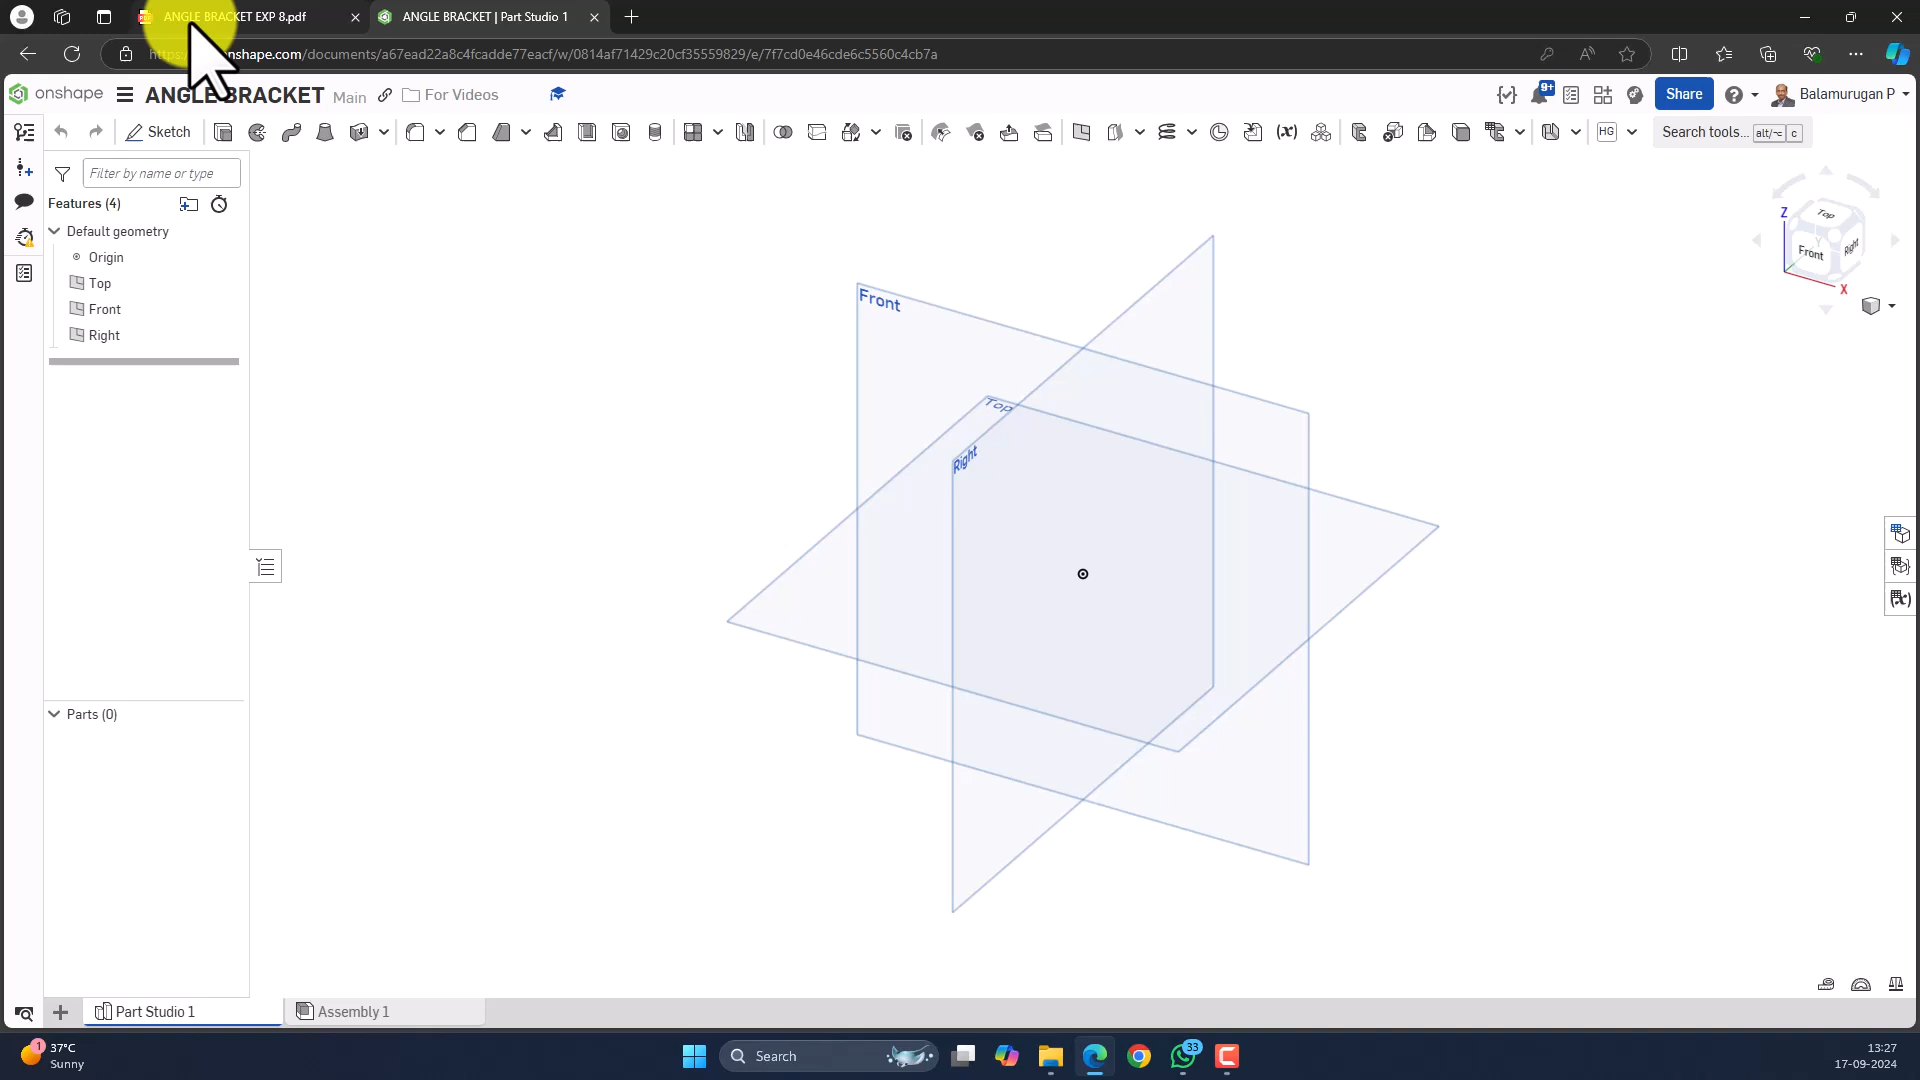 ANGLE BRACKET EXP 8.pdf
ANGLE BRACKET | Part Studio 1
nshape.com/documents/a67ead22a8c4fcadde77eacf/w/0814af71429c20cf35559829/e/7f7cd0e46cde6c5560c4cb7a
onshape
ANGLE BRACKET
Main
For Videos
9+
Share
Balamurugan P
Sketch
HG
Search tools...
alt/⌥
c
Filter by name or type
Features (4)
Default geometry
Origin
Top
Front
Right
Front
Top
Right
Z
Top
Y
Front
Right
X
Parts (0)
Part Studio 1
Assembly 1
1
37°C
Sunny
Search
33
13:27
17-09-2024